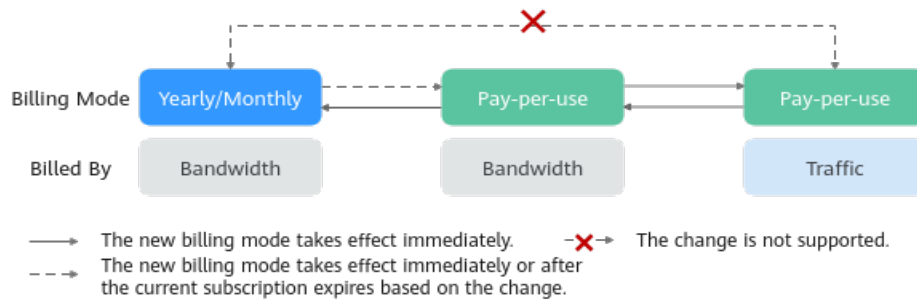 Billing Mode Yearly/Monthly Pay-per-use Pay-per-use
Billed By Bandwidth Bandwidth Traffic
The new billing mode takes effect immediately. The change is not supported.
The new billing mode takes effect immediately or after
the current subscription expires based on the change.